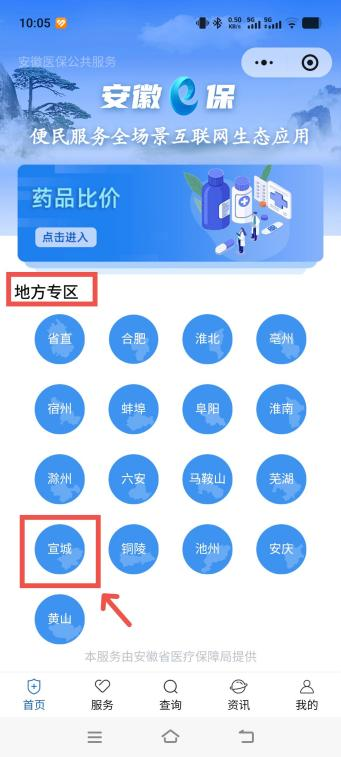 10:05
0.50 KB/s 5G 5G
安徽医保公共服务
安徽e保
便民服务全场景互联网生态应用
药品比价
点击进入
地方专区
省直 合肥 淮北 亳州
宿州 蚌埠 阜阳 淮南
滁州 六安 马鞍山 芜湖
宣城 铜陵 池州 安庆
黄山
本服务由安徽省医疗保障局提供
首页 服务 查询 资讯 我的